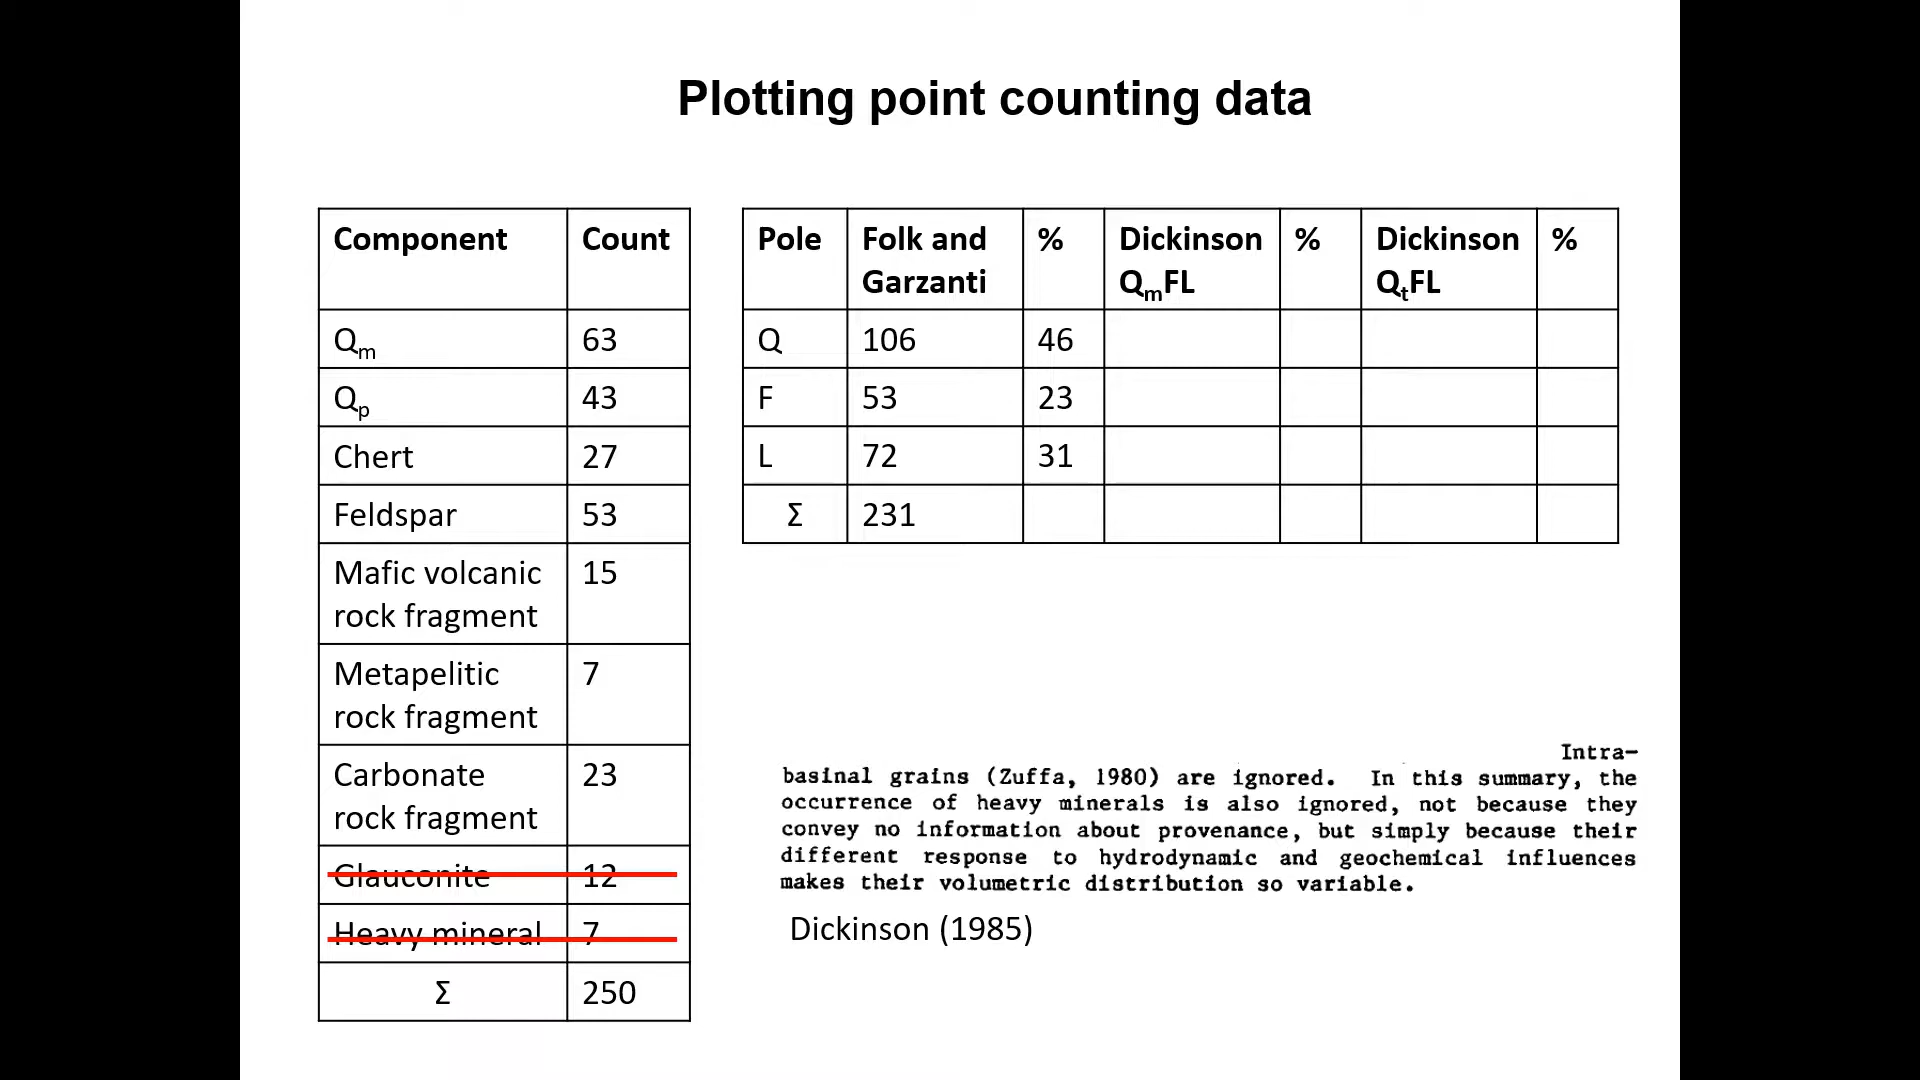 Plotting point counting data
Component Count
Qm 63
Qp 43
Chert 27
Feldspar 53
Mafic volcanic 15
rock fragment
Metapelitic 7
rock fragment
Carbonate 23
rock fragment
Glauconite 12
Heavy mineral 7
Σ 250
Pole Folk and % Dickinson % Dickinson %
Garzanti QmFL QtFL
Q 106 46
F 53 23
L 72 31
Σ 231
Intra-
basinal grains (Zuffa, 1980) are ignored. In this summary, the
occurrence of heavy minerals is also ignored, not because they
convey no information about provenance, but simply because their
different response to hydrodynamic and geochemical influences
makes their volumetric distribution so variable.
Dickinson (1985)